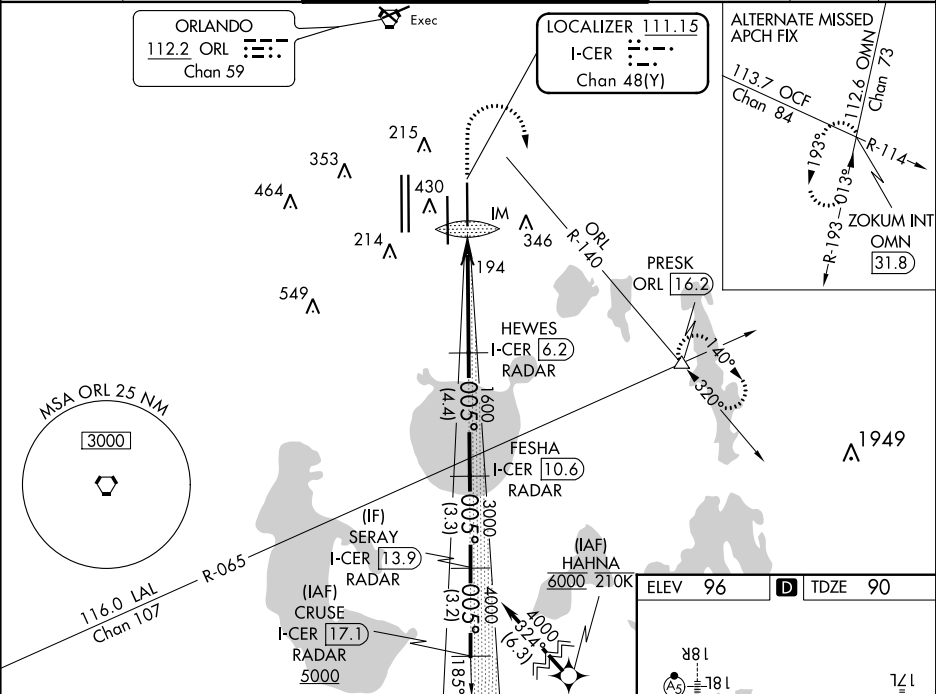 ORLANDO
112.2 ORL
Chan 59
Exec
LOCALIZER 111.15
I-CER
Chan 48(Y)
ALTERNATE MISSED
APCH FIX
113.7 OCF
Chan 84
112.6 OMN
Chan 73
R-114
193°
013°
R-193
ZOKUM INT
OMN
31.8
215
353
464
430
214
549
IM
346
194
ORL
R-140
PRESK
ORL 16.2
140°
320°
HEWES
I-CER 6.2
RADAR
1600
005°
(4.4)
MSA ORL 25 NM
3000
1949
FESHA
I-CER 10.6
RADAR
3000
005°
(3.3)
(IF)
SERAY
I-CER 13.9
RADAR
4000
005°
(3.2)
(IAF)
CRUSE
I-CER 17.1
RADAR
5000
185°
(IAF)
HAHNA
6000 210K
4000
324°
(6.3)
R-065
116.0 LAL
Chan 107
ELEV 96 D TDZE 90
18R
18L
A5
17L